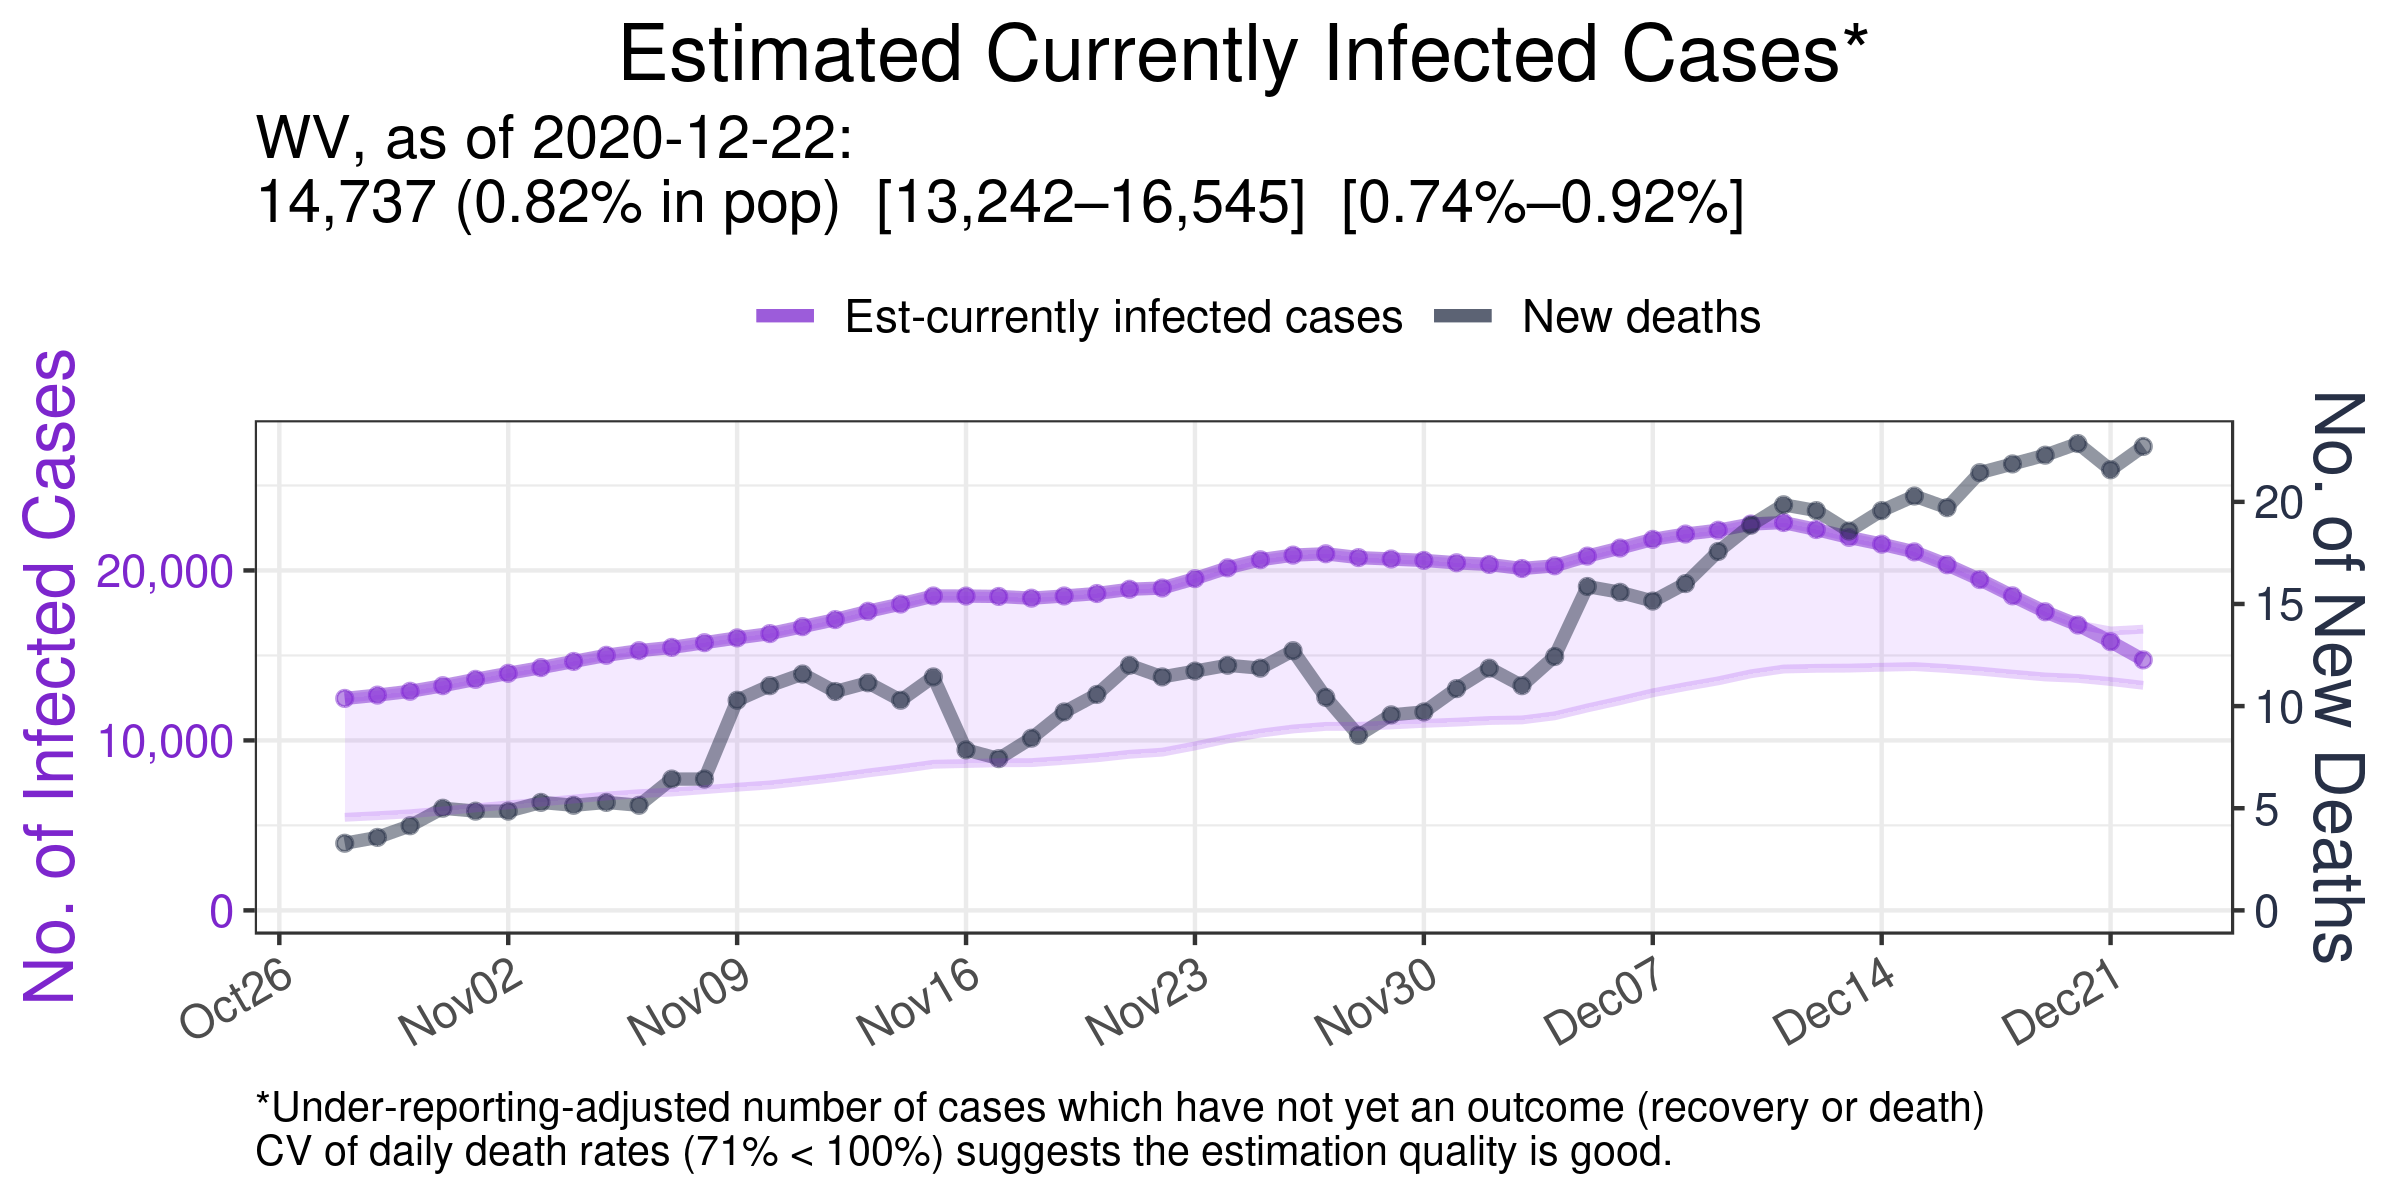 Estimated Currently Infected Cases*
WV, as of 2020-12-22:
14,737 (0.82% in pop)  [13,242–16,545]  [0.74%–0.92%]
Est-currently infected cases
New deaths
No. of Infected Cases
20,000
10,000
0
No. of New Deaths
20
15
10
5
0
Oct26
Nov02
Nov09
Nov16
Nov23
Nov30
Dec07
Dec14
Dec21
*Under-reporting-adjusted number of cases which have not yet an outcome (recovery or death)
CV of daily death rates (71% < 100%) suggests the estimation quality is good.